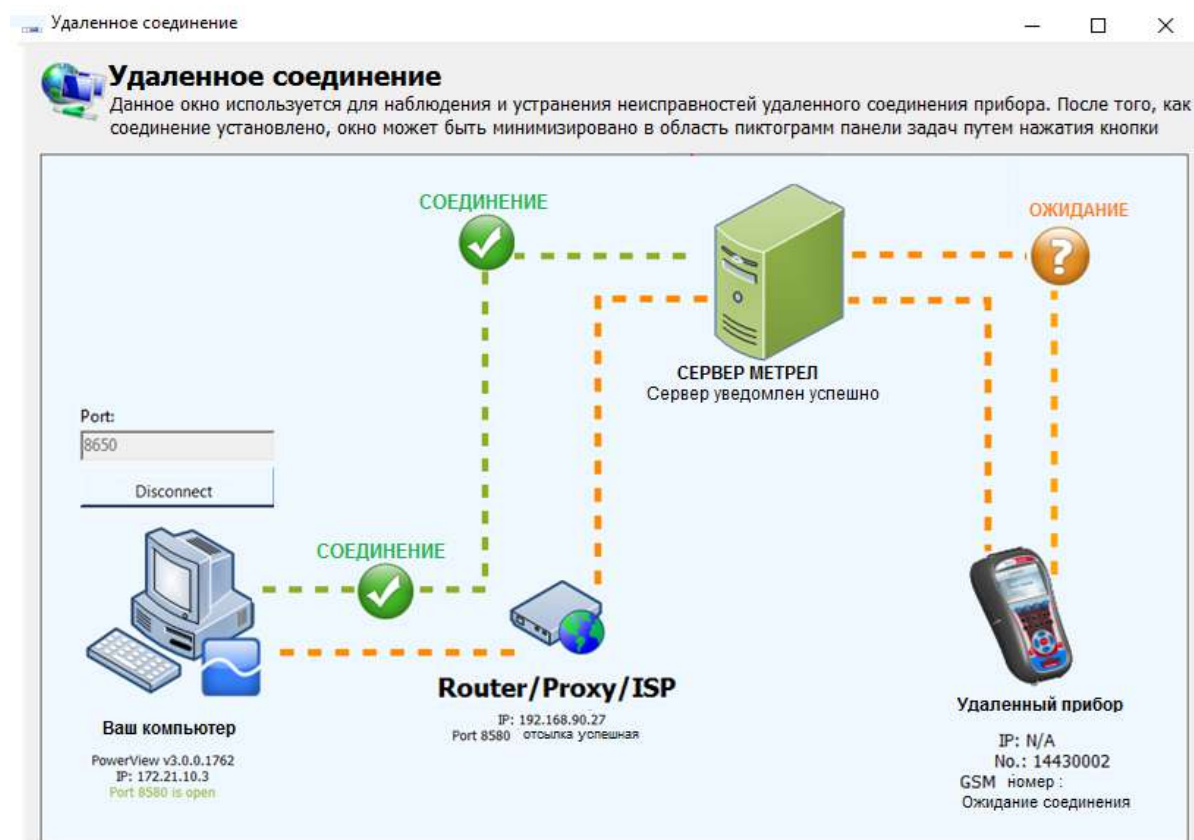 Удаленное соединение
Удаленное соединение
Данное окно используется для наблюдения и устранения неисправностей удаленного соединения прибора. После того, как
соединение установлено, окно может быть минимизировано в область пиктограмм панели задач путем нажатия кнопки
СОЕДИНЕНИЕ
ОЖИДАНИЕ
СЕРВЕР МЕТРЕЛ
Сервер уведомлен успешно
Port:
8650
Disconnect
СОЕДИНЕНИЕ
Ваш компьютер
PowerView v3.0.0.1762
IP: 172.21.10.3
Port 8580 is open
Router/Proxy/ISP
IP: 192.168.90.27
Port 8580 отсылка успешная
Удаленный прибор
IP: N/A
No.: 14430002
GSM номер :
Ожидание соединения